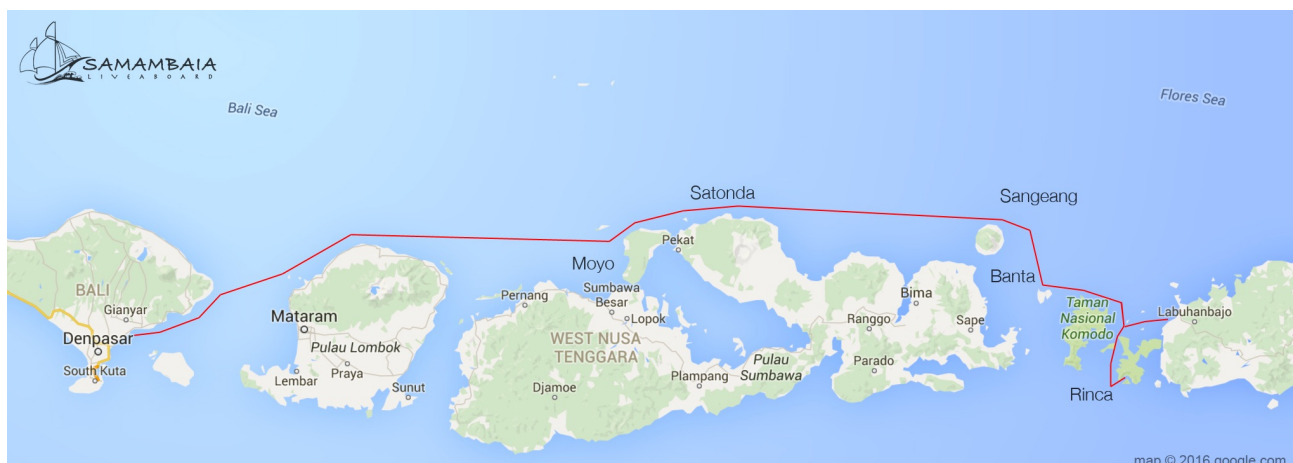 SAMAMBAIA
LIVEABOARD
Bali Sea
Flores Sea
Satonda
Sangeang
Pekat
Moyo
Banta
BALI
Gianyar
Denpasar
South Kuta
Mataram
Pulau Lombok
Lembar
Praya
Sunut
Pernang
Sumbawa
Besar
Lopok
WEST NUSA
TENGGARA
Djamoe
Plampang
Pulau
Sumbawa
Bima
Ranggo
Sape
Parado
Taman
Nasional
Komodo
Labuhanbajo
Rinca
map © 2016 google.com